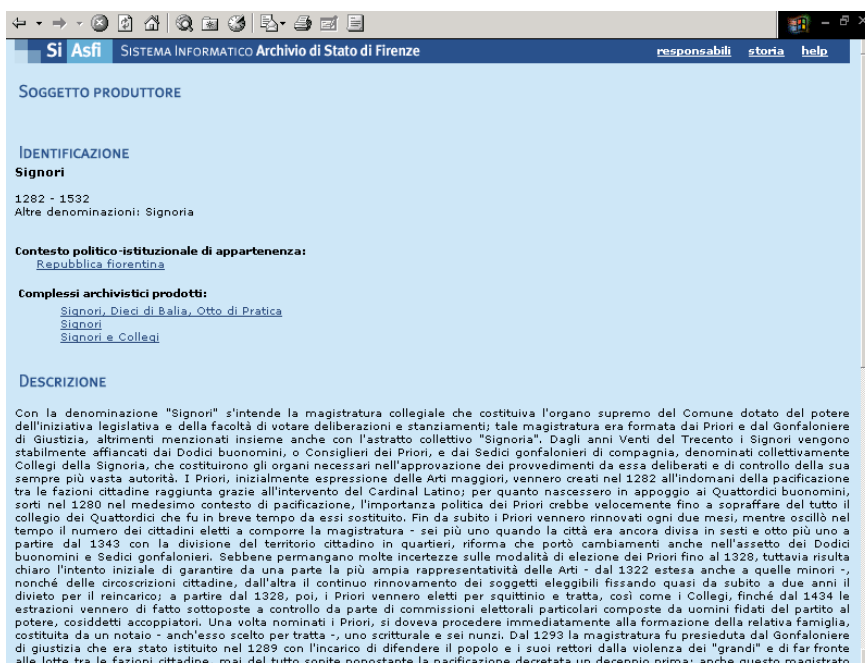 Si Asfi Sistema Informatico Archivio di Stato di Firenze responsabili storia help
Soggetto produttore
Identificazione
Signori
1282 - 1532
Altre denominazioni: Signoria
Contesto politico-istituzionale di appartenenza:
Repubblica fiorentina
Complessi archivistici prodotti:
Signori, Dieci di Balia, Otto di Pratica
Signori
Signori e Collegi
Descrizione
Con la denominazione "Signori" s'intende la magistratura collegiale che costituiva l'organo supremo del Comune dotato del potere
dell'iniziativa legislativa e della facoltà di votare deliberazioni e stanziamenti; tale magistratura era formata dai Priori e dal Gonfaloniere
di Giustizia, altrimenti menzionati insieme anche con l'astratto collettivo "Signoria". Dagli anni Venti del Trecento i Signori vengono
stabilmente affiancati dai Dodici buonomini, o Consiglieri dei Priori, e dai Sedici gonfalonieri di compagnia, denominati collettivamente
Collegi della Signoria, che costituirono gli organi necessari nell'approvazione dei provvedimenti da essa deliberati e di controllo della sua
sempre più vasta autorità. I Priori, inizialmente espressione delle Arti maggiori, vennero creati nel 1282 all'indomani della pacificazione
tra le fazioni cittadine raggiunta grazie all'intervento del Cardinal Latino; per quanto nascessero in appoggio ai Quattordici buonomini,
sorti nel 1280 nel medesimo contesto di pacificazione, l'importanza politica dei Priori crebbe velocemente fino a sopraffare del tutto il
collegio dei Quattordici che fu in breve tempo da essi sostituito. Fin da subito i Priori vennero rinnovati ogni due mesi, mentre oscillò nel
tempo il numero dei cittadini eletti a comporre la magistratura - sei più uno quando la città era ancora divisa in sesti e otto più uno a
partire dal 1343 con la divisione del territorio cittadino in quartieri, riforma che portò cambiamenti anche nell'assetto dei Dodici
buonomini e Sedici gonfalonieri. Sebbene permangano molte incertezze sulle modalità di elezione dei Priori fino al 1328, tuttavia risulta
chiaro l'intento iniziale di garantire da una parte la più ampia rappresentatività delle Arti - dal 1322 estesa anche a quelle minori -,
nonché delle circoscrizioni cittadine, dall'altra il continuo rinnovamento dei soggetti eleggibili fissando quasi da subito a due anni il
divieto per il reincarico; a partire dal 1328, poi, i Priori vennero eletti per squittinio e tratta, così come i Collegi, finché dal 1434 le
estrazioni vennero di fatto sottoposte a controllo da parte di commissioni elettorali particolari composte da uomini fidati del partito al
potere, cosiddetti accoppiatori. Una volta nominati i Priori, si doveva procedere immediatamente alla formazione della relativa famiglia,
costituita da un notaio - anch'esso scelto per tratta -, uno scritturale e sei nunzi. Dal 1293 la magistratura fu presieduta dal Gonfaloniere
di giustizia che era stato istituito nel 1289 con l'incarico di difendere il popolo e i suoi rettori dalla violenza dei "grandi" e di far fronte
alle lotte tra le fazioni cittadine, mai del tutto sopite nonostante la pacificazione decretata un decennio prima; anche questo magistrato